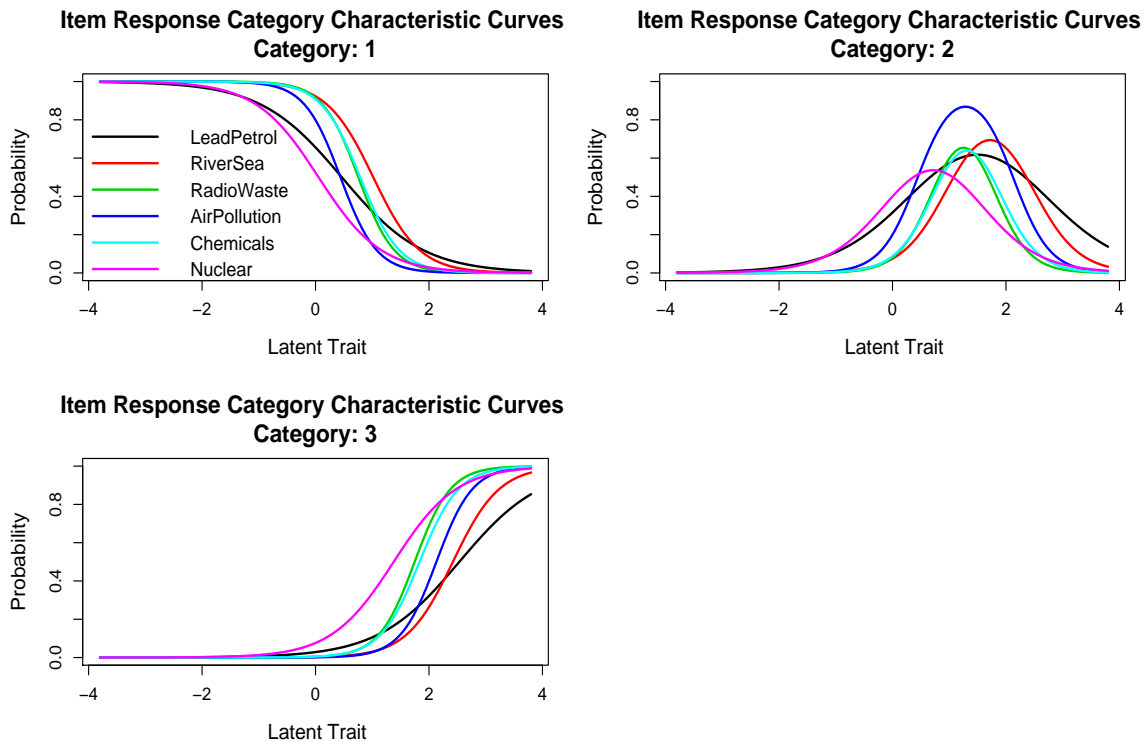 Item Response Category Characteristic Curves
Category: 1
Probability
0.0
0.4
0.8
LeadPetrol
RiverSea
RadioWaste
AirPollution
Chemicals
Nuclear
−4 −2 0 2 4
Latent Trait
Item Response Category Characteristic Curves
Category: 2
Probability
0.0
0.4
0.8
−4 −2 0 2 4
Latent Trait
Item Response Category Characteristic Curves
Category: 3
Probability
0.0
0.4
0.8
−4 −2 0 2 4
Latent Trait